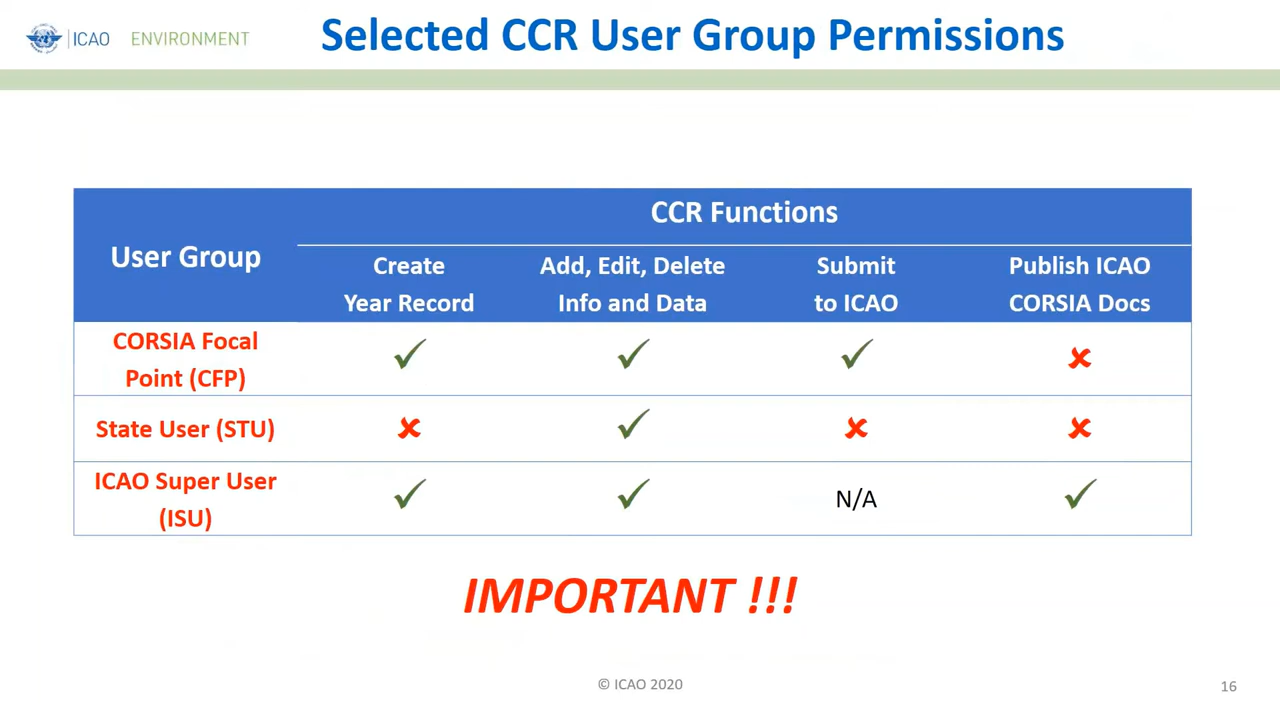 ICAO ENVIRONMENT
Selected CCR User Group Permissions
User Group
CCR Functions
Create
Year Record
Add, Edit, Delete
Info and Data
Submit
to ICAO
Publish ICAO
CORSIA Docs
CORSIA Focal
Point (CFP)
✓ ✓ ✓ ✘
State User (STU) ✘ ✓ ✘ ✘
ICAO Super User
(ISU)
✓ ✓ N/A ✓
IMPORTANT !!!
© ICAO 2020
16